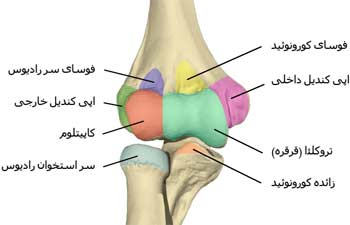 فوسای کورونوئید
اپی کندیل داخلی
تروکلئا (قرقره)
زائده کورونوئید
فوسای سر رادیوس
اپی کندیل خارجی
کاپیتلوم
سر استخوان رادیوس